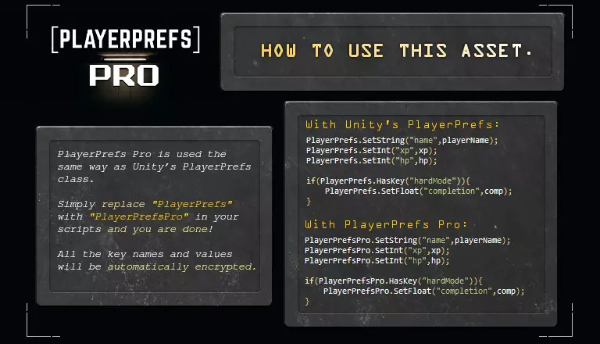 [PLAYERPREFS]
PRO
HOW TO USE THIS ASSET.
PlayerPrefs Pro is used the
same way as Unity's PlayerPrefs
class.
Simply replace "PlayerPrefs"
with "PlayerPrefsPro" in your
scripts and you are done!
All the key names and values
will be automatically encrypted.
With Unity's PlayerPrefs:
PlayerPrefs.SetString("name",playerName);
PlayerPrefs.SetInt("xp",xp);
PlayerPrefs.SetInt("hp",hp);
if(PlayerPrefs.HasKey("hardMode")){
PlayerPrefs.SetFloat("completion",comp);
}
With PlayerPrefs Pro:
PlayerPrefsPro.SetString("name",playerName);
PlayerPrefsPro.SetInt("xp",xp);
PlayerPrefsPro.SetInt("hp",hp);
if(PlayerPrefsPro.HasKey("hardMode")){
PlayerPrefsPro.SetFloat("completion",comp);
}